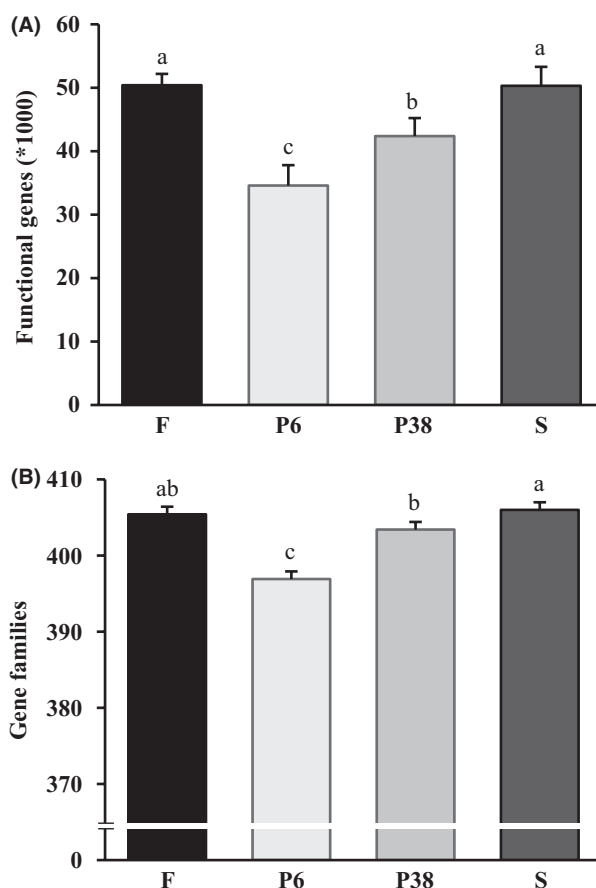 (A)
60
50
40
30
20
10
0
Functional genes (*1000)
a
c
b
a
F P6 P38 S
(B)
410
400
390
380
370
0
Gene families
ab
c
b
a
F P6 P38 S